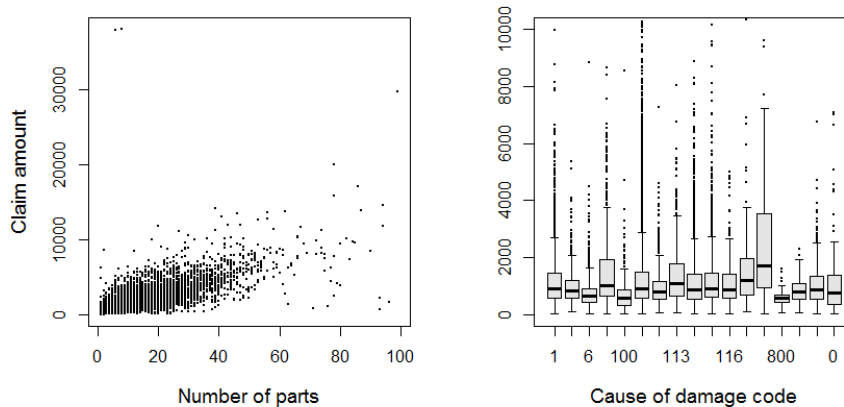 Claim amount
0 10000 20000 30000
0 20 40 60 80 100
Number of parts
0 2000 4000 6000 8000 10000
1 6 100 113 116 800 0
Cause of damage code